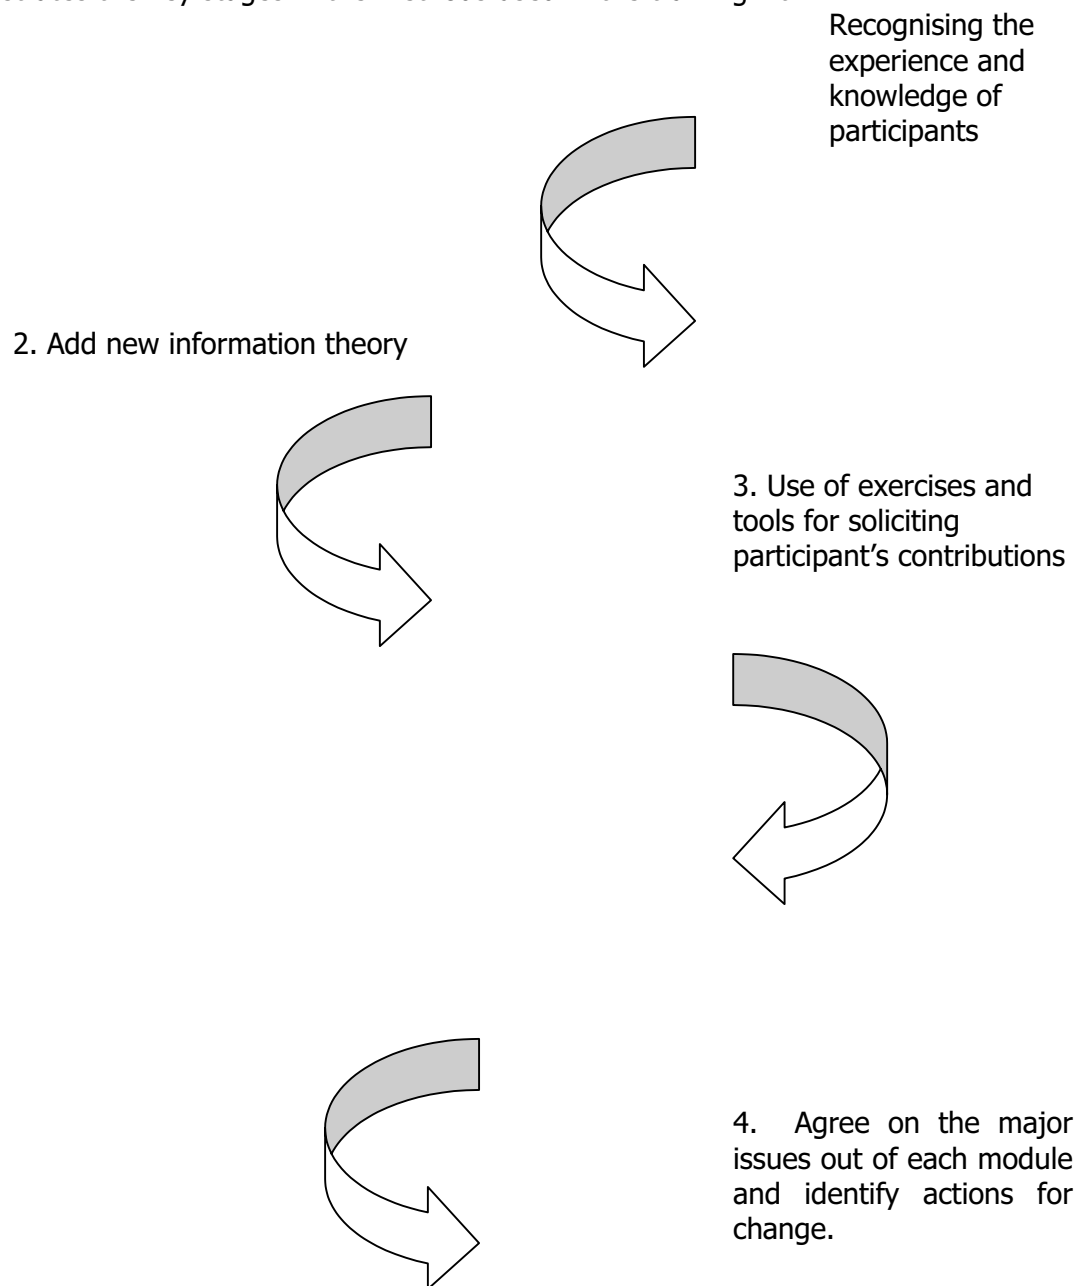 Recognising the
experience and
knowledge of
participants
2. Add new information theory
3. Use of exercises and
tools for soliciting
participant’s contributions
4. Agree on the major
issues out of each module
and identify actions for
change.